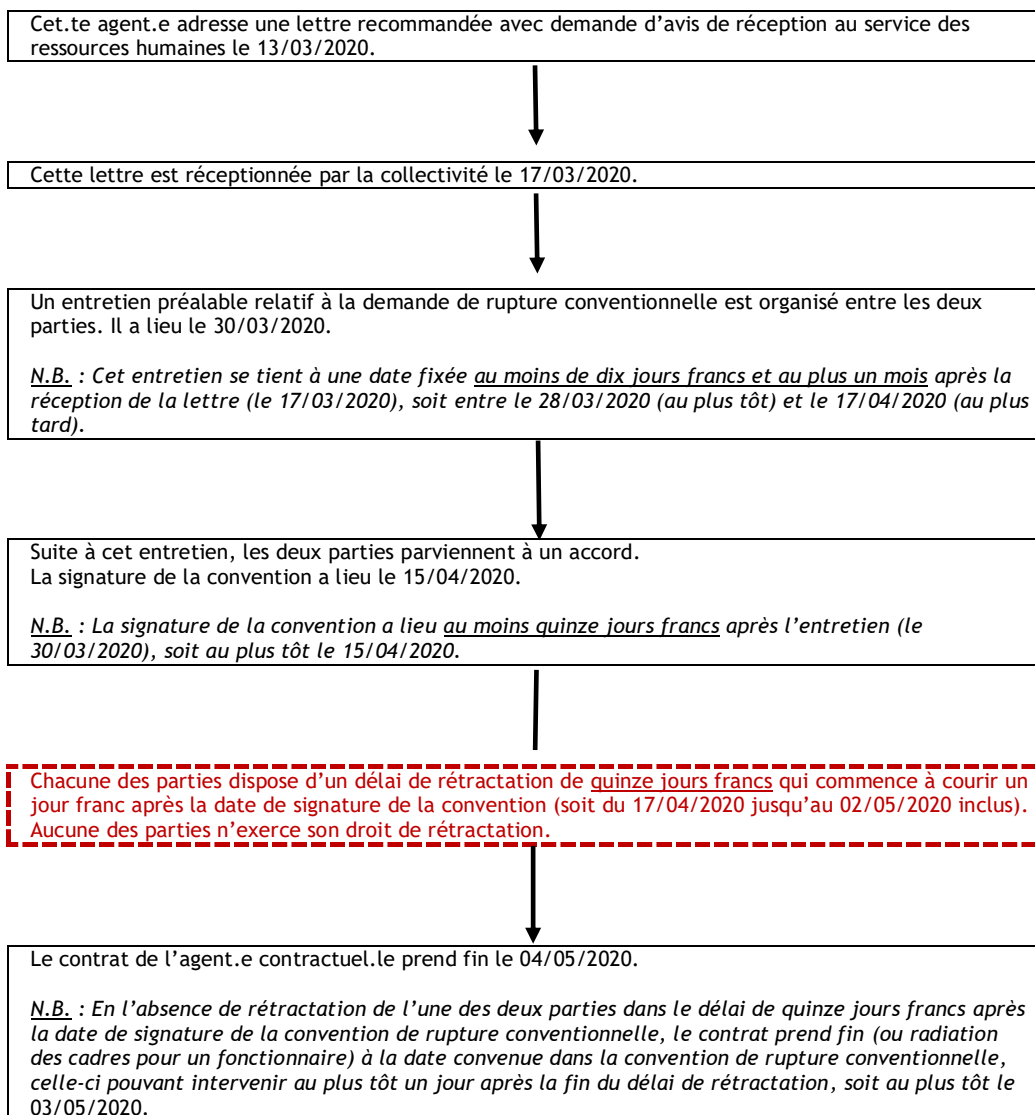 Cet.te agent.e adresse une lettre recommandée avec demande d’avis de réception au service des
ressources humaines le 13/03/2020.
Cette lettre est réceptionnée par la collectivité le 17/03/2020.
Un entretien préalable relatif à la demande de rupture conventionnelle est organisé entre les deux
parties. Il a lieu le 30/03/2020.
N.B. : Cet entretien se tient à une date fixée au moins de dix jours francs et au plus un mois après la
réception de la lettre (le 17/03/2020), soit entre le 28/03/2020 (au plus tôt) et le 17/04/2020 (au plus
tard).
Suite à cet entretien, les deux parties parviennent à un accord.
La signature de la convention a lieu le 15/04/2020.
N.B. : La signature de la convention a lieu au moins quinze jours francs après l’entretien (le
30/03/2020), soit au plus tôt le 15/04/2020.
Chacune des parties dispose d’un délai de rétractation de quinze jours francs qui commence à courir un
jour franc après la date de signature de la convention (soit du 17/04/2020 jusqu’au 02/05/2020 inclus).
Aucune des parties n’exerce son droit de rétractation.
Le contrat de l’agent.e contractuel.le prend fin le 04/05/2020.
N.B. : En l’absence de rétractation de l’une des deux parties dans le délai de quinze jours francs après
la date de signature de la convention de rupture conventionnelle, le contrat prend fin (ou radiation
des cadres pour un fonctionnaire) à la date convenue dans la convention de rupture conventionnelle,
celle-ci pouvant intervenir au plus tôt un jour après la fin du délai de rétractation, soit au plus tôt le
03/05/2020.